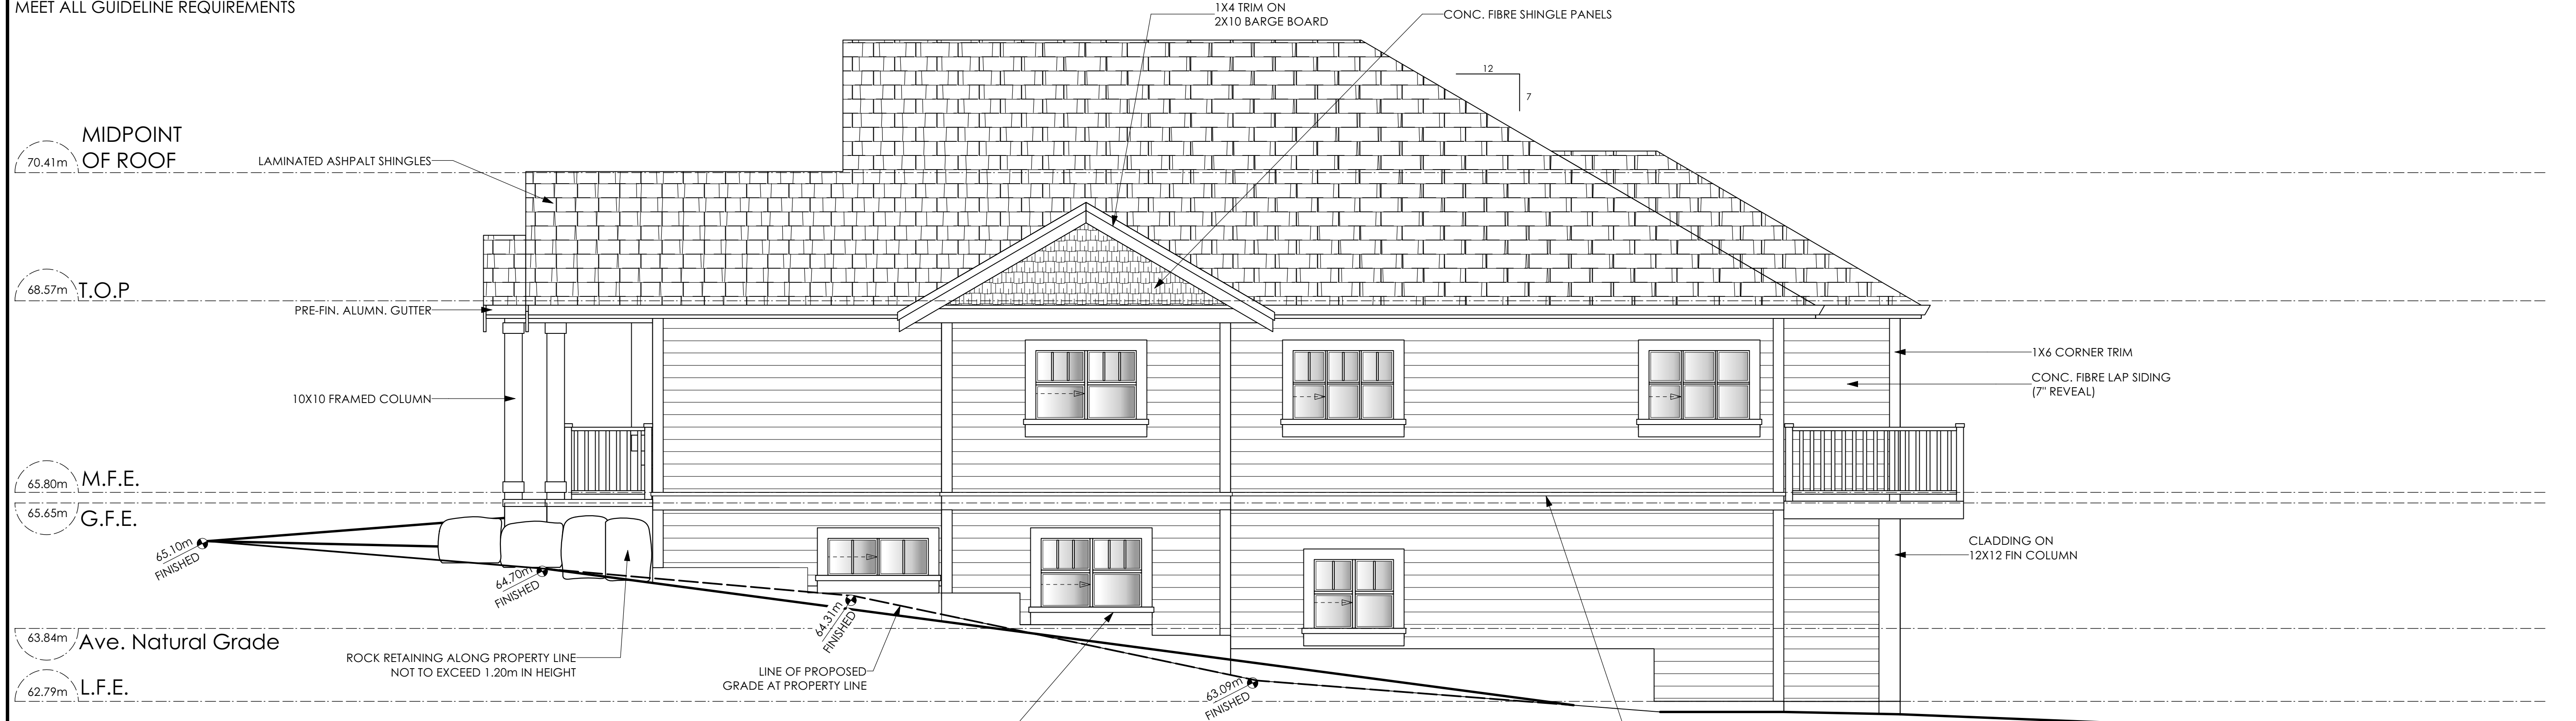 MEET ALL GUIDELINE REQUIREMENTS
1X4 TRIM ON
2X10 BARGE BOARD
CONC. FIBRE SHINGLE PANELS
12
7
MIDPOINT
OF ROOF
70.41m
LAMINATED ASHPALT SHINGLES
68.57m
T.O.P
PRE-FIN. ALUMN. GUTTER
1X6 CORNER TRIM
CONC. FIBRE LAP SIDING
(7" REVEAL)
10X10 FRAMED COLUMN
65.80m
M.F.E.
65.65m
G.F.E.
65.10m
FINISHED
64.70m
FINISHED
64.31m
FINISHED
CLADDING ON
12X12 FIN COLUMN
63.84m
Ave. Natural Grade
ROCK RETAINING ALONG PROPERTY LINE
NOT TO EXCEED 1.20m IN HEIGHT
LINE OF PROPOSED
GRADE AT PROPERTY LINE
62.79m
L.F.E.
63.09m
FINISHED